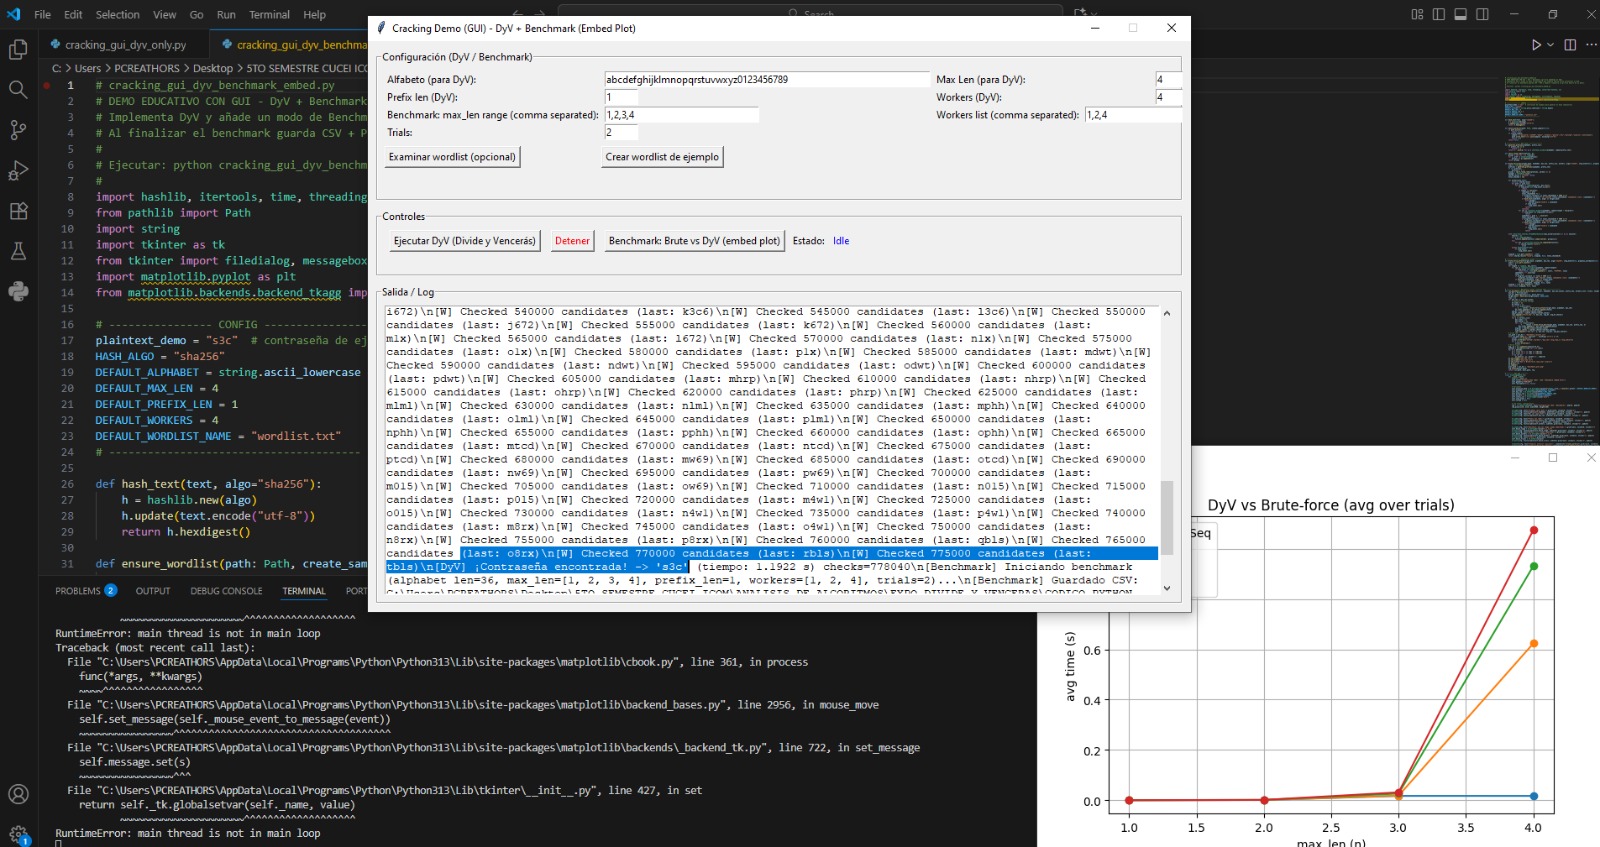 File Edit Selection View Go Run Terminal Help
Search
cracking_gui_dyv_only.py
cracking_gui_dyv_benchma
C: > Users > PCREATHORS > Desktop > 5TO SEMESTRE CUCEI ICO
1 # cracking_gui_dyv_benchmark_embed.py
2 # DEMO EDUCATIVO CON GUI - DyV + Benchmark
3 # Implementa DyV y añade un modo de Bench
4 # Al finalizar el benchmark guarda CSV + P
5 #
6 # Ejecutar: python cracking_gui_dyv_bench
7 #
8 import hashlib, itertools, time, threading
9 from pathlib import Path
10 import string
11 import tkinter as tk
12 from tkinter import filedialog, messagebox
13 import matplotlib.pyplot as plt
14 from matplotlib.backends.backend_tkagg imp
15
16 # ---------------- CONFIG -----------------
17 plaintext_demo = "s3c" # contraseña de ej
18 HASH_ALGO = "sha256"
19 DEFAULT_ALPHABET = string.ascii_lowercase
20 DEFAULT_MAX_LEN = 4
21 DEFAULT_PREFIX_LEN = 1
22 DEFAULT_WORKERS = 4
23 DEFAULT_WORDLIST_NAME = "wordlist.txt"
24 # ----------------------------------------
25
26 def hash_text(text, algo="sha256"):
27 h = hashlib.new(algo)
28 h.update(text.encode("utf-8"))
29 return h.hexdigest()
30
31 def ensure_wordlist(path: Path, create_sam
Cracking Demo (GUI) - DyV + Benchmark (Embed Plot)
Configuración (DyV / Benchmark)
Alfabeto (para DyV): abcdefghijklmnopqrstuvwxyz0123456789 Max Len (para DyV): 4
Prefix len (DyV): 1 Workers (DyV): 4
Benchmark: max_len range (comma separated): 1,2,3,4 Workers list (comma separated): 1,2,4
Trials: 2
Examinar wordlist (opcional) Crear wordlist de ejemplo
Controles
Ejecutar DyV (Divide y Vencerás) Detener Benchmark: Brute vs DyV (embed plot) Estado: Idle
Salida / Log
i672)\n[W] Checked 540000 candidates (last: k3c6)\n[W] Checked 545000 candidates (last: l3c6)\n[W] Checked 550000
candidates (last: j672)\n[W] Checked 555000 candidates (last: k672)\n[W] Checked 560000 candidates (last:
mlx)\n[W] Checked 565000 candidates (last: l672)\n[W] Checked 570000 candidates (last: nlx)\n[W] Checked 575000
candidates (last: olx)\n[W] Checked 580000 candidates (last: plx)\n[W] Checked 585000 candidates (last: mdwt)\n[W]
Checked 590000 candidates (last: ndwt)\n[W] Checked 595000 candidates (last: odwt)\n[W] Checked 600000 candidates
(last: pdwt)\n[W] Checked 605000 candidates (last: mhrp)\n[W] Checked 610000 candidates (last: nhrp)\n[W] Checked
615000 candidates (last: ohrp)\n[W] Checked 620000 candidates (last: phrp)\n[W] Checked 625000 candidates (last:
mlml)\n[W] Checked 630000 candidates (last: nlml)\n[W] Checked 635000 candidates (last: mphh)\n[W] Checked 640000
candidates (last: olml)\n[W] Checked 645000 candidates (last: plml)\n[W] Checked 650000 candidates (last:
nphh)\n[W] Checked 655000 candidates (last: pphh)\n[W] Checked 660000 candidates (last: ophh)\n[W] Checked 665000
candidates (last: mtcd)\n[W] Checked 670000 candidates (last: ntcd)\n[W] Checked 675000 candidates (last:
ptcd)\n[W] Checked 680000 candidates (last: mw69)\n[W] Checked 685000 candidates (last: otcd)\n[W] Checked 690000
candidates (last: nw69)\n[W] Checked 695000 candidates (last: pw69)\n[W] Checked 700000 candidates (last:
m015)\n[W] Checked 705000 candidates (last: ow69)\n[W] Checked 710000 candidates (last: n015)\n[W] Checked 715000
candidates (last: p015)\n[W] Checked 720000 candidates (last: m4wl)\n[W] Checked 725000 candidates (last:
o015)\n[W] Checked 730000 candidates (last: n4wl)\n[W] Checked 735000 candidates (last: p4wl)\n[W] Checked 740000
candidates (last: m8rx)\n[W] Checked 745000 candidates (last: o4wl)\n[W] Checked 750000 candidates (last:
n8rx)\n[W] Checked 755000 candidates (last: p8rx)\n[W] Checked 760000 candidates (last: qbls)\n[W] Checked 765000
candidates (last: o8rx)\n[W] Checked 770000 candidates (last: rbls)\n[W] Checked 775000 candidates (last:
tbls)\n[DyV] ¡Contraseña encontrada! -> 's3c' (tiempo: 1.1922 s) checks=778040\n[Benchmark] Iniciando benchmark
(alphabet len=36, max_len=[1, 2, 3, 4], prefix_len=1, workers=[1, 2, 4], trials=2)...\n[Benchmark] Guardado CSV:
C:\Users\PCREATHORS\Desktop\5TO SEMESTRE CUCEI ICOM\ANALISIS DE ALGORITMOS\EXPO DIVIDE Y VENCERAS\CODIGO PYTHON
PROBLEMS 2 OUTPUT DEBUG CONSOLE TERMINAL PORT
RuntimeError: main thread is not in main loop
Traceback (most recent call last):
File "C:\Users\PCREATHORS\AppData\Local\Programs\Python\Python313\Lib\site-packages\matplotlib\cbook.py", line 361, in process
func(*args, **kwargs)
~~~~^^^^^^^^^^^^^^^^^
File "C:\Users\PCREATHORS\AppData\Local\Programs\Python\Python313\Lib\site-packages\matplotlib\backend_bases.py", line 2956, in mouse_move
self.set_message(self._mouse_event_to_message(event))
File "C:\Users\PCREATHORS\AppData\Local\Programs\Python\Python313\Lib\site-packages\matplotlib\backends\_backend_tk.py", line 722, in set_message
self.message.set(s)
~~~~~~~~~~~~~~~~^^^
File "C:\Users\PCREATHORS\AppData\Local\Programs\Python\Python313\Lib\tkinter\__init__.py", line 427, in set
return self._tk.globalsetvar(self._name, value)
RuntimeError: main thread is not in main loop
DyV vs Brute-force (avg over trials)
Seq
avg time (s)
0.6
0.4
0.2
0.0
1.0 1.5 2.0 2.5 3.0 3.5 4.0
max_len (n)
1